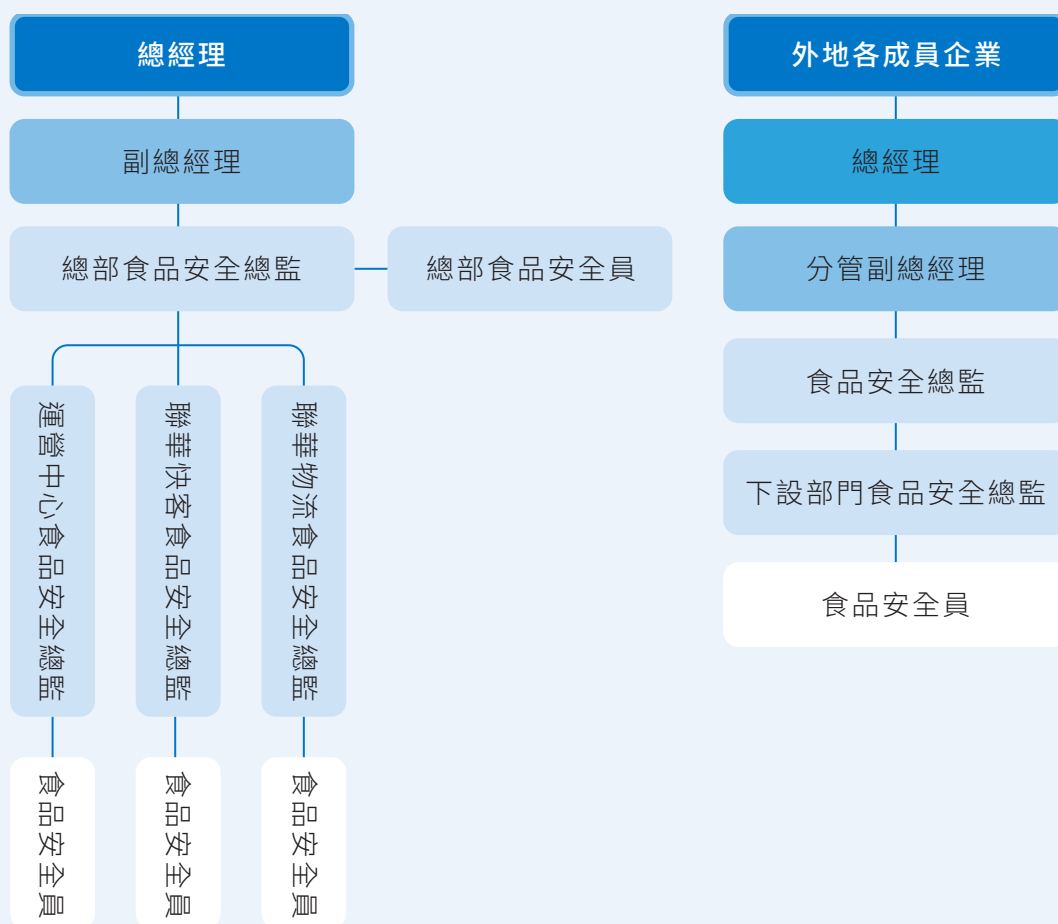 總經理
副總經理
總部食品安全總監
總部食品安全員
運營中心食品安全總監
聯華快客食品安全總監
聯華物流食品安全總監
食品安全員
食品安全員
食品安全員
外地各成員企業
總經理
分管副總經理
食品安全總監
下設部門食品安全總監
食品安全員